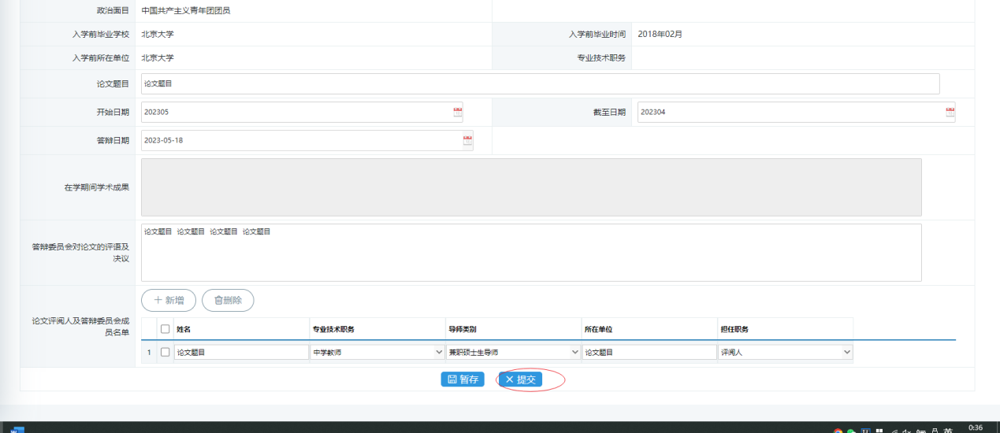 政治面目 中国共产主义青年团团员
入学前毕业学校 北京大学 入学前毕业时间 2018年02月
入学前所在单位 北京大学 专业技术职务
论文题目 论文题目
开始日期 202305 截至日期 202304
答辩日期 2023-05-18
在学期间学术成果
答辩委员会对论文的评语及
决议
论文题目 论文题目 论文题目 论文题目
论文评阅人及答辩委员会成
员名单
新增 删除
姓名 专业技术职务 导师类别 所在单位 担任职务
1 论文题目 中学教师 兼职硕士生导师 论文题目 评阅人
暂存 提交
英 0:36